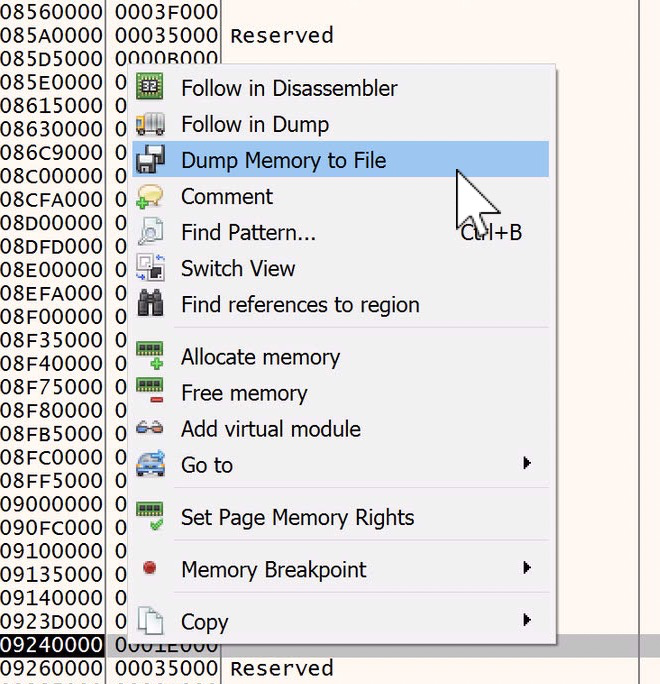 08560000 0003F000
085A0000 00035000 Reserved
085D5000 0000B000
085E0000 0
08615000 0
08630000 0
086C9000 0
08C00000 0
08CFA000 0
08D00000 0
08DFD000 0
08E00000 0
08EFA000 0
08F00000 0
08F35000 0
08F40000 0
08F75000 0
08F80000 0
08FB5000 0
08FC0000 0
08FF5000 0
09000000 0
090FC000 0
09100000 0
09135000 0
09140000 0
0923D000 0
09240000 0001E000
09260000 00035000 Reserved
Follow in Disassembler
Follow in Dump
Dump Memory to File
Comment
Find Pattern... Ctrl+B
Switch View
Find references to region
Allocate memory
Free memory
Add virtual module
Go to
Set Page Memory Rights
Memory Breakpoint
Copy